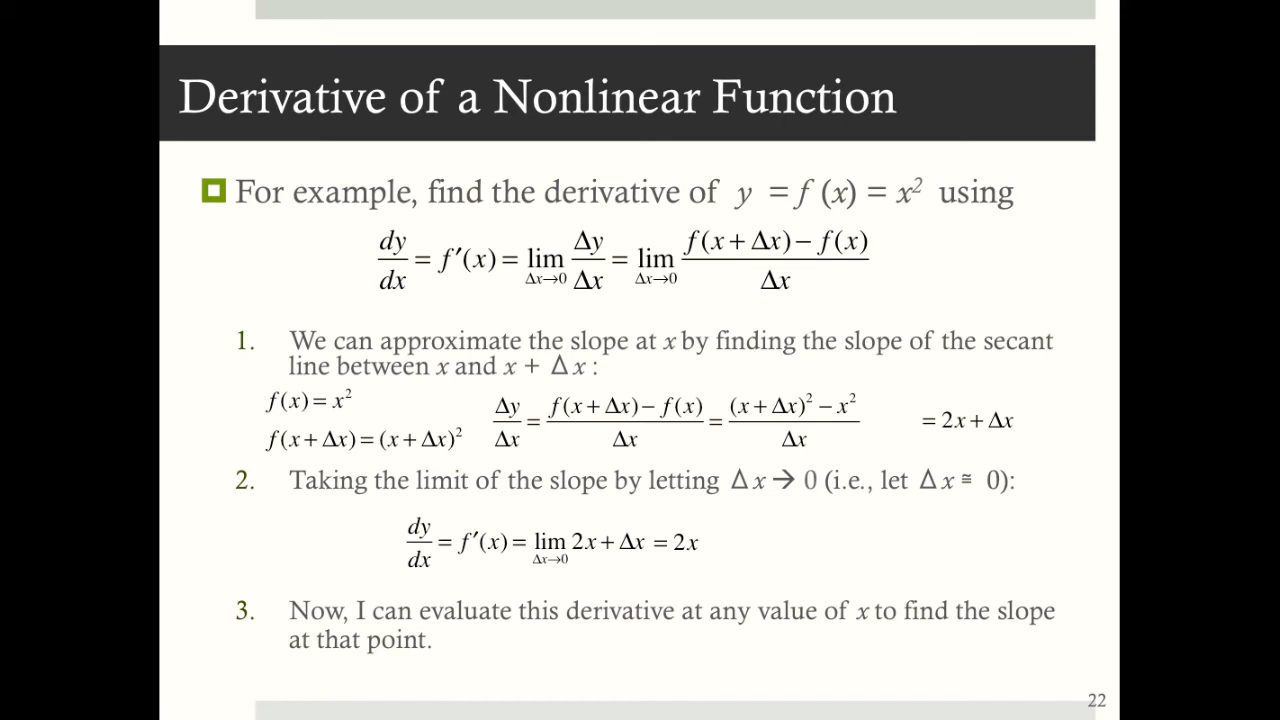 Derivative of a Nonlinear Function
For example, find the derivative of y = f (x) = x² using
dy/dx = f′(x) = lim Δx→0 Δy/Δx = lim Δx→0 (f(x + Δx) − f(x))/Δx
1. We can approximate the slope at x by finding the slope of the secant
line between x and x + Δx :
f(x) = x²
f(x + Δx) = (x + Δx)² Δy/Δx = (f(x + Δx) − f(x))/Δx = ((x + Δx)² − x²)/Δx = 2x + Δx
2. Taking the limit of the slope by letting Δx → 0 (i.e., let Δx ≅ 0):
dy/dx = f′(x) = lim Δx→0 2x + Δx = 2x
3. Now, I can evaluate this derivative at any value of x to find the slope
at that point.
22